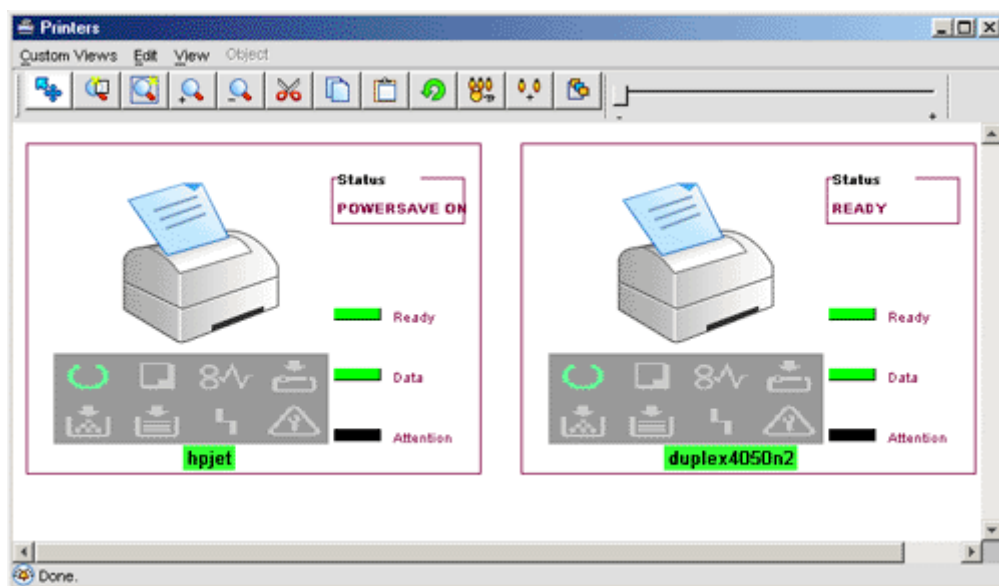 Printers
Custom Views Edit View Object
- +
Status
POWERSAVE ON
Ready
Data
Attention
hpjet
Status
READY
Ready
Data
Attention
duplex4050n2
Done.